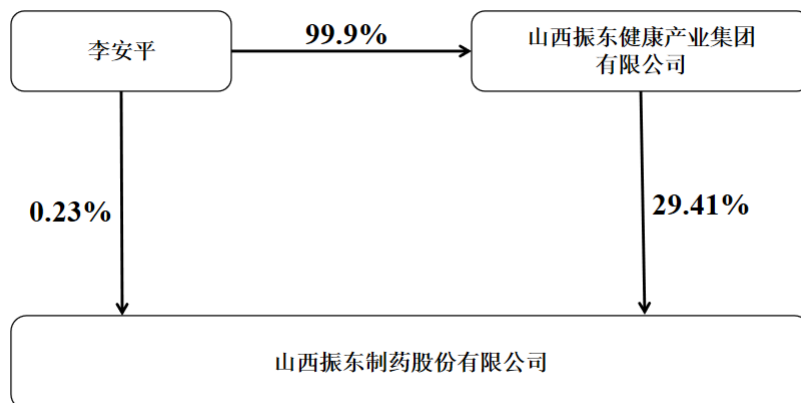 李安平
99.9%
山西振东健康产业集团
有限公司
0.23%
29.41%
山西振东制药股份有限公司